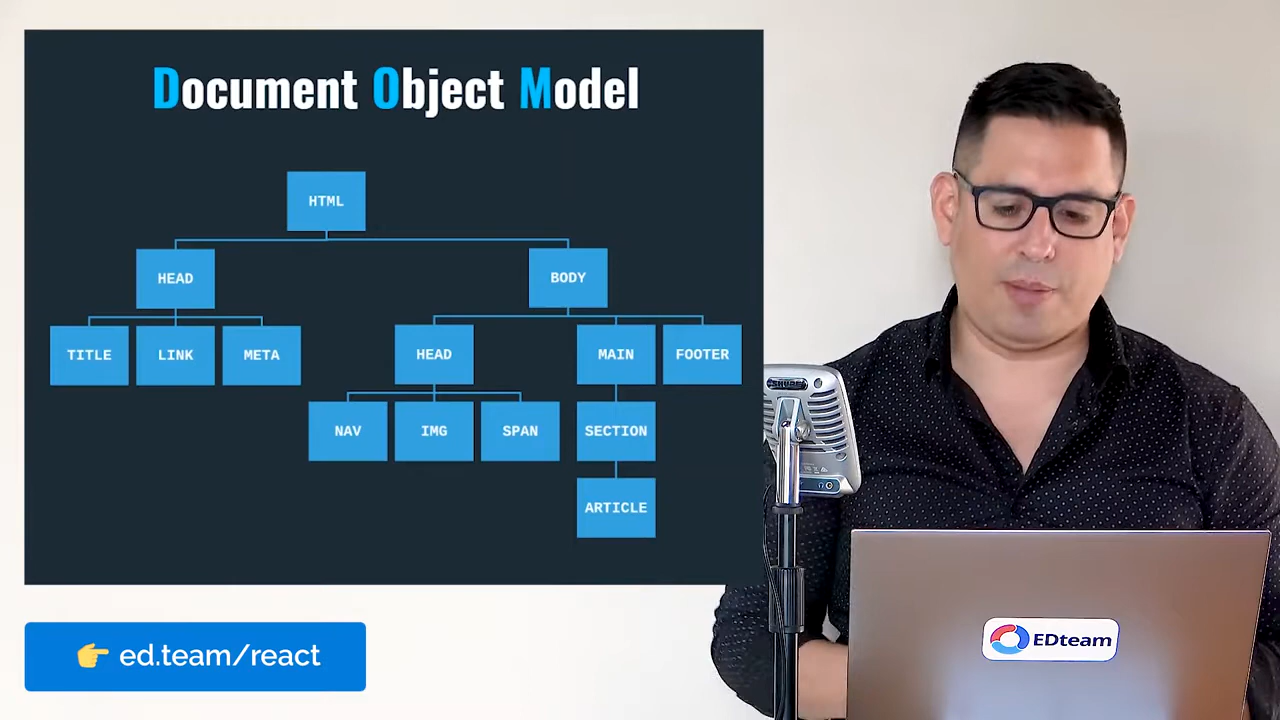 Document Object Model
HTML
HEAD
BODY
TITLE
LINK
META
HEAD
MAIN
FOOTER
NAV
IMG
SPAN
SECTION
ARTICLE
SHURE
👉 ed.team/react
EDteam